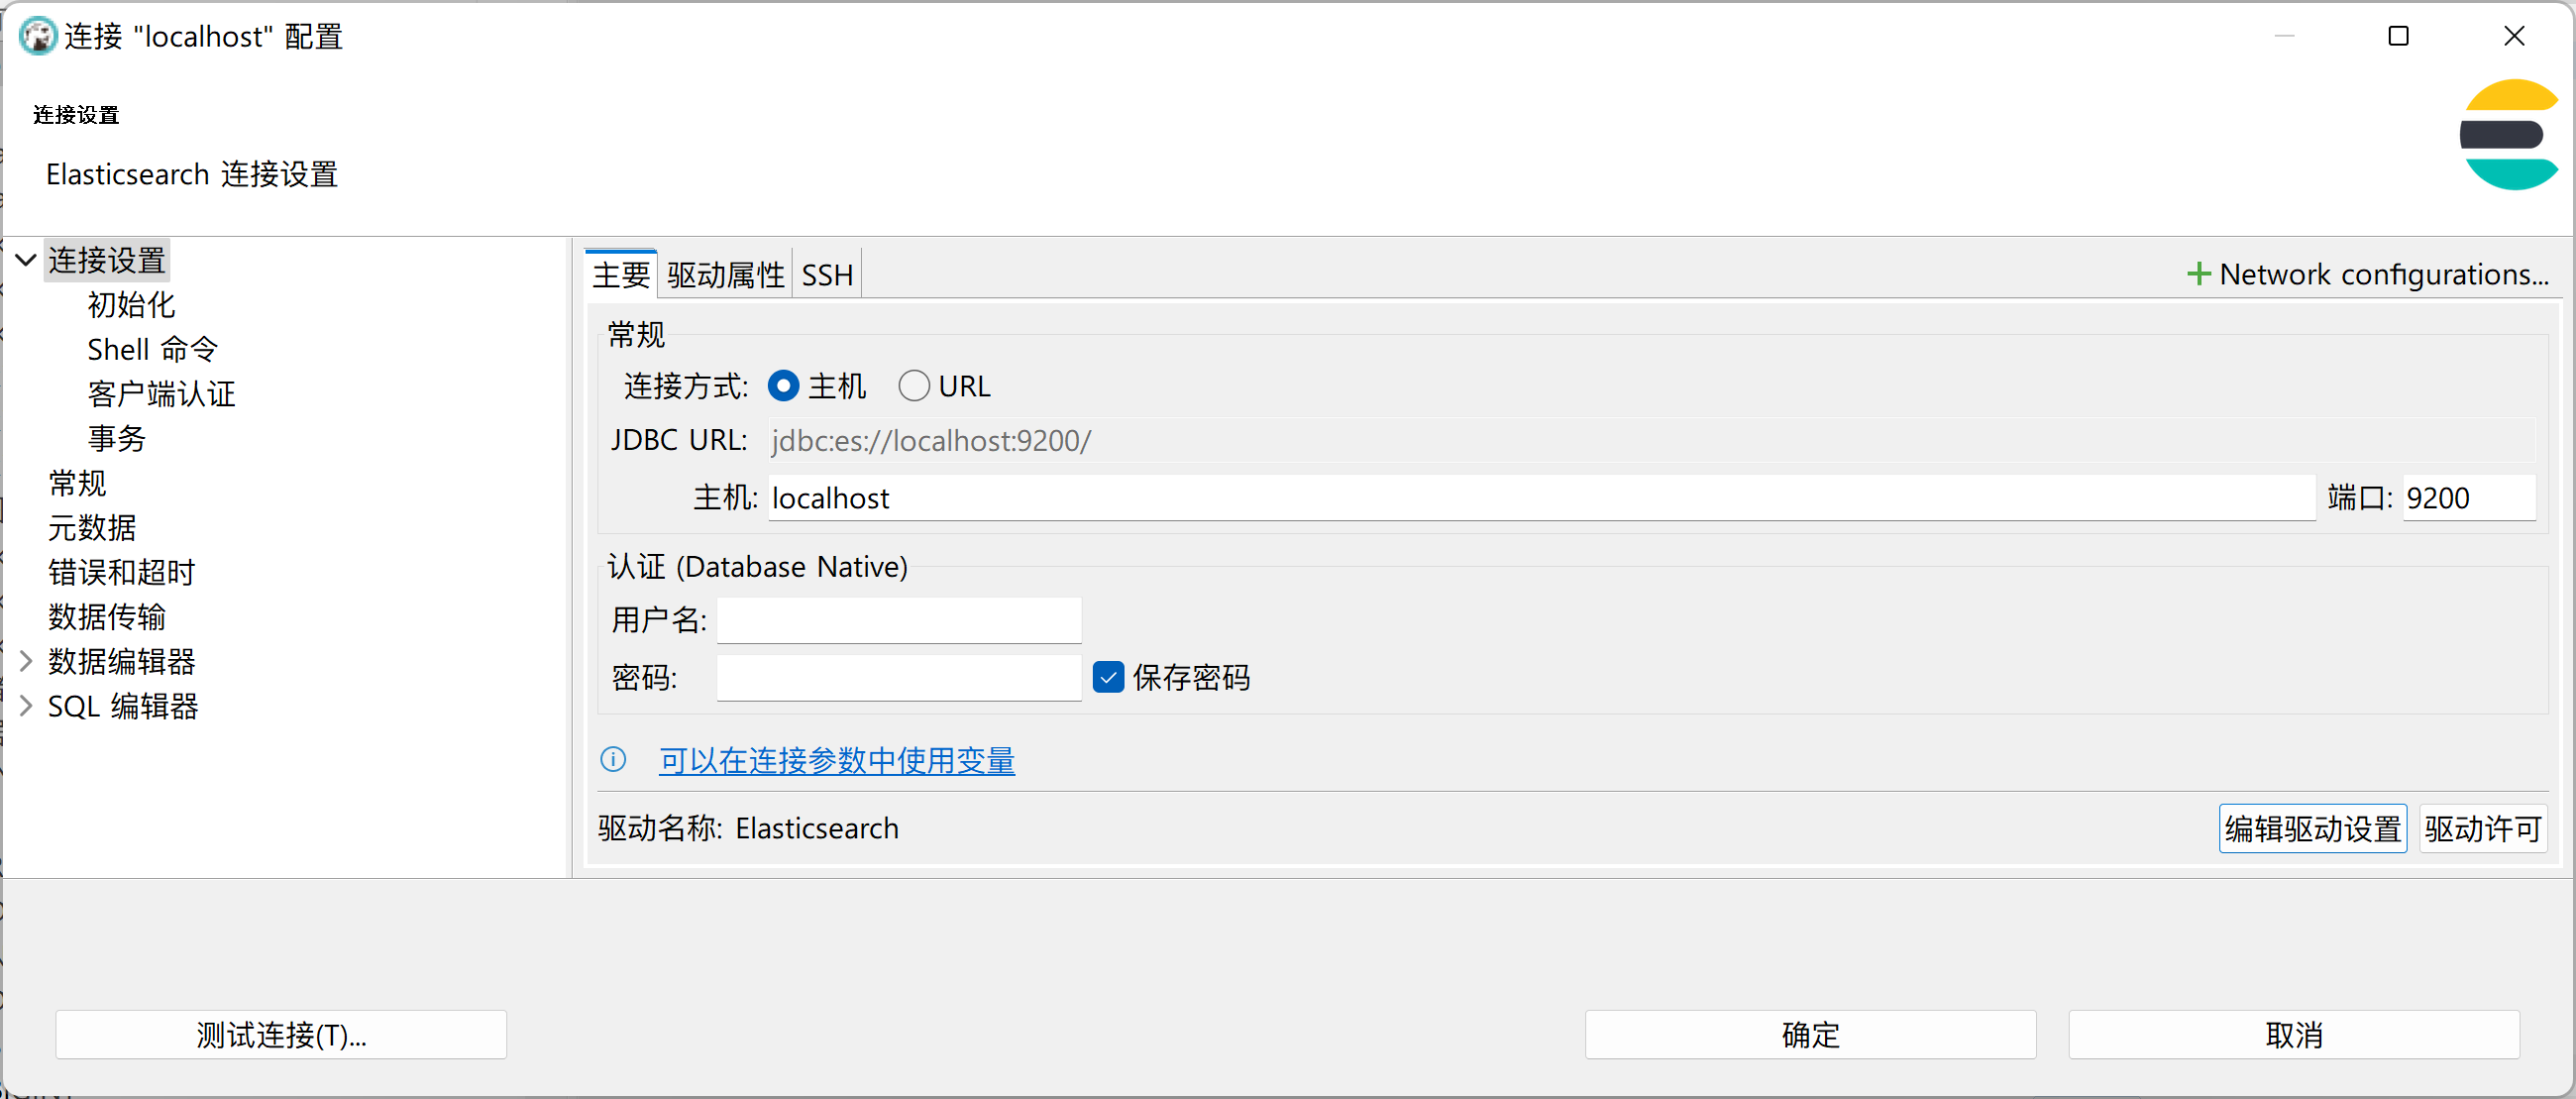 连接 "localhost" 配置
连接设置
Elasticsearch 连接设置
连接设置
初始化
Shell 命令
客户端认证
事务
常规
元数据
错误和超时
数据传输
数据编辑器
SQL 编辑器
主要 驱动属性 SSH Network configurations...
常规
连接方式: 主机 URL
JDBC URL: jdbc:es://localhost:9200/
主机: localhost 端口: 9200
认证 (Database Native)
用户名:
密码: 保存密码
可以在连接参数中使用变量
驱动名称: Elasticsearch 编辑驱动设置 驱动许可
测试连接(T)... 确定 取消